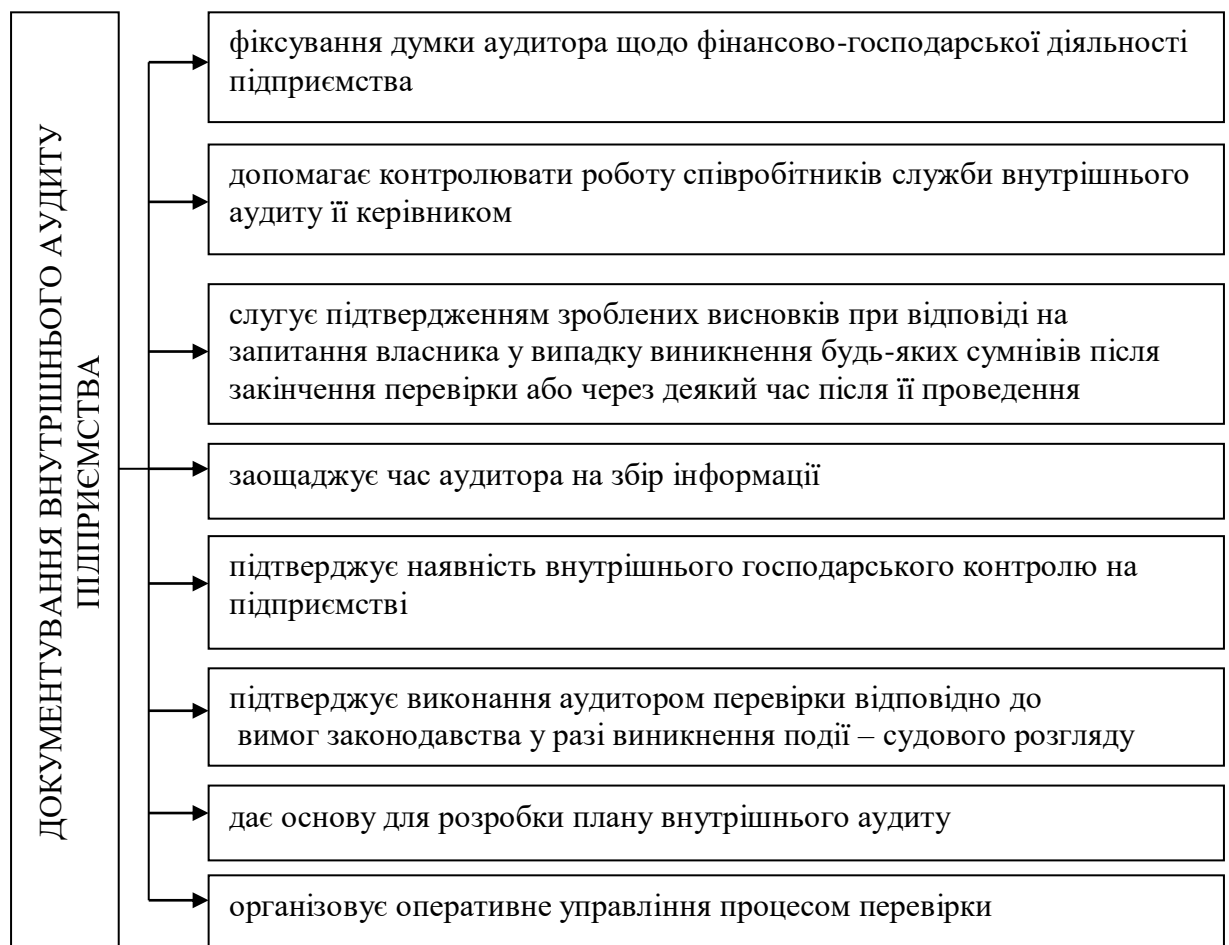 ДОКУМЕНТУВАННЯ ВНУТРІШНЬОГО АУДИТУ
ПІДПРИЄМСТВА
фіксування думки аудитора щодо фінансово-господарської діяльності
підприємства
допомагає контролювати роботу співробітників служби внутрішнього
аудиту її керівником
слугує підтвердженням зроблених висновків при відповіді на
запитання власника у випадку виникнення будь-яких сумнівів після
закінчення перевірки або через деякий час після її проведення
заощаджує час аудитора на збір інформації
підтверджує наявність внутрішнього господарського контролю на
підприємстві
підтверджує виконання аудитором перевірки відповідно до
вимог законодавства у разі виникнення події – судового розгляду
дає основу для розробки плану внутрішнього аудиту
організовує оперативне управління процесом перевірки